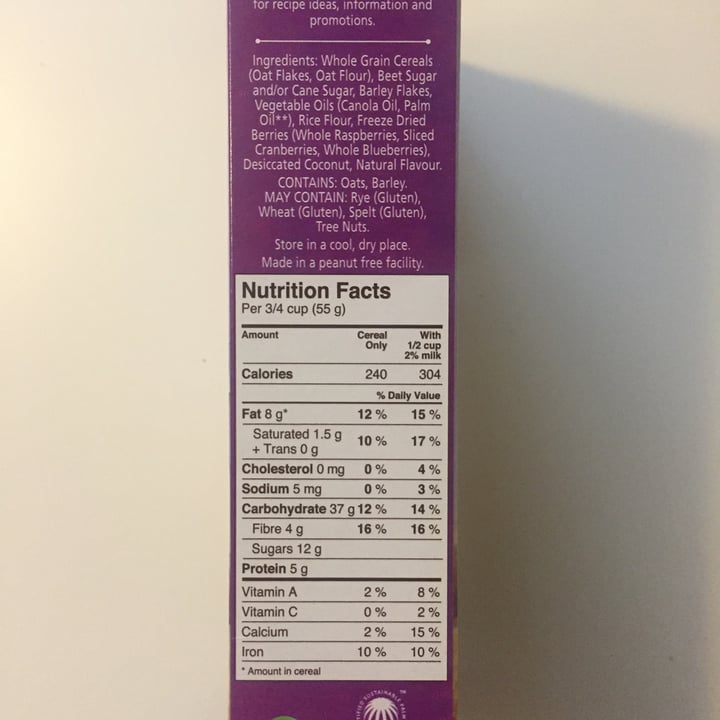 for recipe ideas, information and
promotions.
Ingredients: Whole Grain Cereals
(Oat Flakes, Oat Flour), Beet Sugar
and/or Cane Sugar, Barley Flakes,
Vegetable Oils (Canola Oil, Palm
Oil**), Rice Flour, Freeze Dried
Berries (Whole Raspberries, Sliced
Cranberries, Whole Blueberries),
Desiccated Coconut, Natural Flavour.
CONTAINS: Oats, Barley.
MAY CONTAIN: Rye (Gluten),
Wheat (Gluten), Spelt (Gluten),
Tree Nuts.
Store in a cool, dry place.
Made in a peanut free facility.
Nutrition Facts
Per 3/4 cup (55 g)
Amount Cereal With
Only 1/2 cup
2% milk
Calories 240 304
% Daily Value
Fat 8 g* 12 % 15 %
Saturated 1.5 g 10 % 17 %
+ Trans 0 g
Cholesterol 0 mg 0 % 4 %
Sodium 5 mg 0 % 3 %
Carbohydrate 37 g 12 % 14 %
Fibre 4 g 16 % 16 %
Sugars 12 g
Protein 5 g
Vitamin A 2 % 8 %
Vitamin C 0 % 2 %
Calcium 2 % 15 %
Iron 10 % 10 %
* Amount in cereal
SUSTAINABLE PALM ™